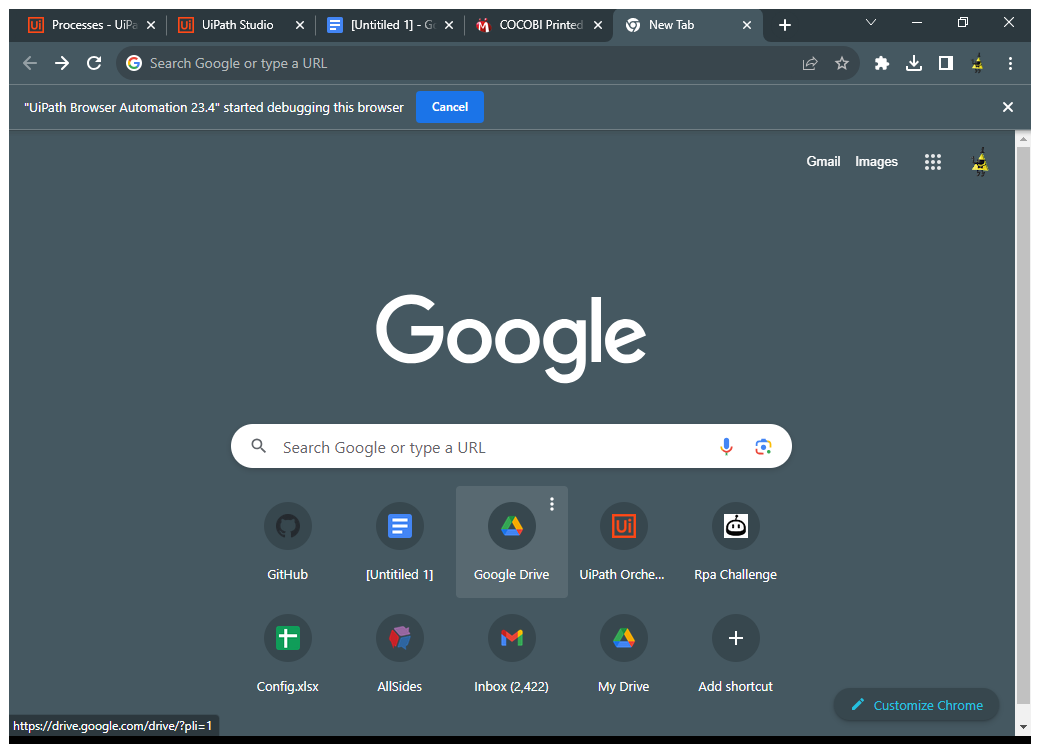 Processes - UiPa
UiPath Studio
[Untitiled 1] - Go
COCOBI Printed
New Tab
Search Google or type a URL
"UiPath Browser Automation 23.4" started debugging this browser
Cancel
Gmail
Images
Google
Search Google or type a URL
GitHub
[Untitiled 1]
Google Drive
UiPath Orche...
Rpa Challenge
Config.xlsx
AllSides
Inbox (2,422)
My Drive
Add shortcut
Customize Chrome
https://drive.google.com/drive/?pli=1